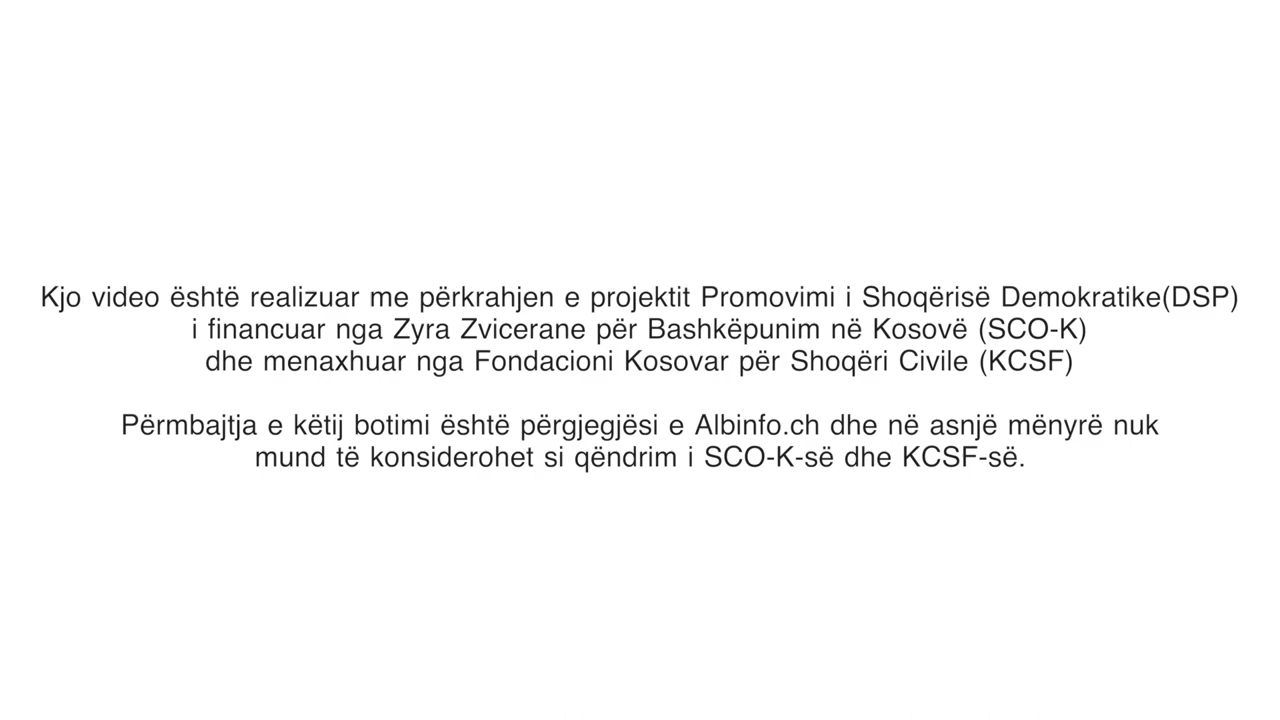 Kjo video është realizuar me përkrahjen e projektit Promovimi i Shoqërisë Demokratike(DSP)
i financuar nga Zyra Zvicerane për Bashkëpunim në Kosovë (SCO-K)
dhe menaxhuar nga Fondacioni Kosovar për Shoqëri Civile (KCSF)
Përmbajtja e këtij botimi është përgjegjësi e Albinfo.ch dhe në asnjë mënyrë nuk
mund të konsiderohet si qëndrim i SCO-K-së dhe KCSF-së.